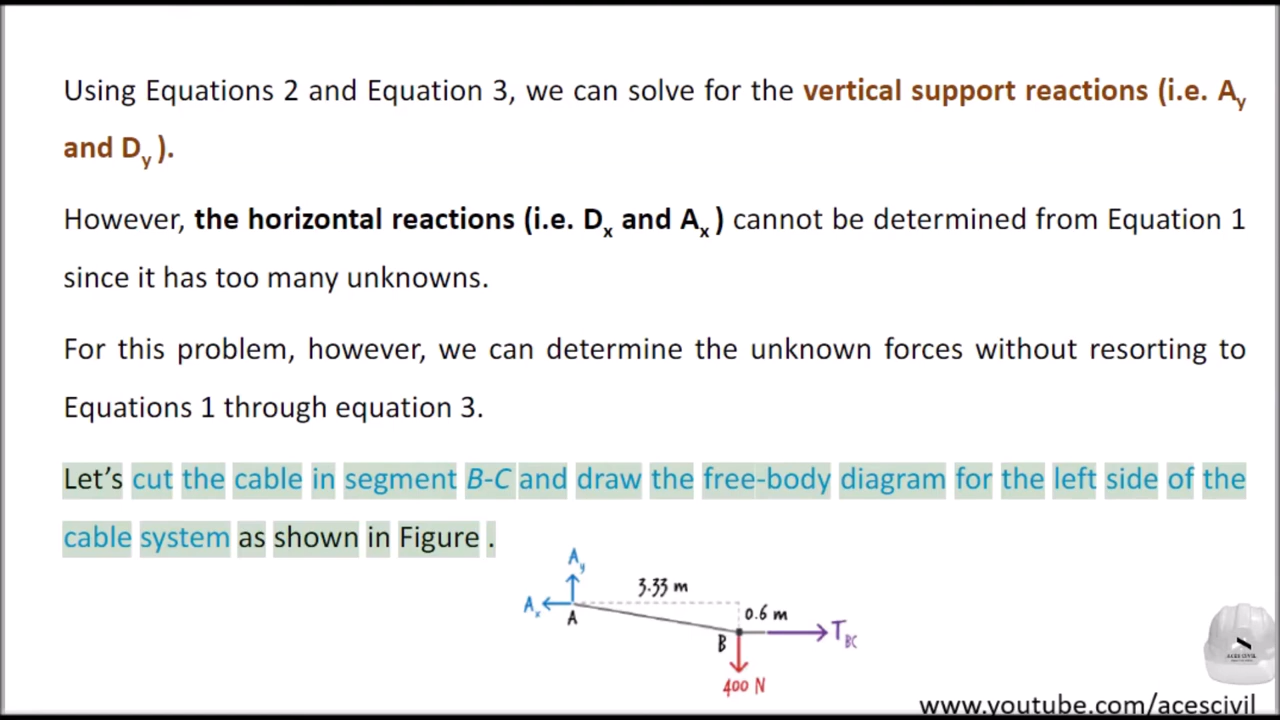 Using Equations 2 and Equation 3, we can solve for the vertical support reactions (i.e. Ay
and Dy ).
However, the horizontal reactions (i.e. Dx and Ax ) cannot be determined from Equation 1
since it has too many unknowns.
For this problem, however, we can determine the unknown forces without resorting to
Equations 1 through equation 3.
Let’s cut the cable in segment B-C and draw the free-body diagram for the left side of the
cable system as shown in Figure .
Ay
3.33 m
Ax
A
0.6 m
B
TBC
400 N
ACES CIVIL
www.youtube.com/acescivil